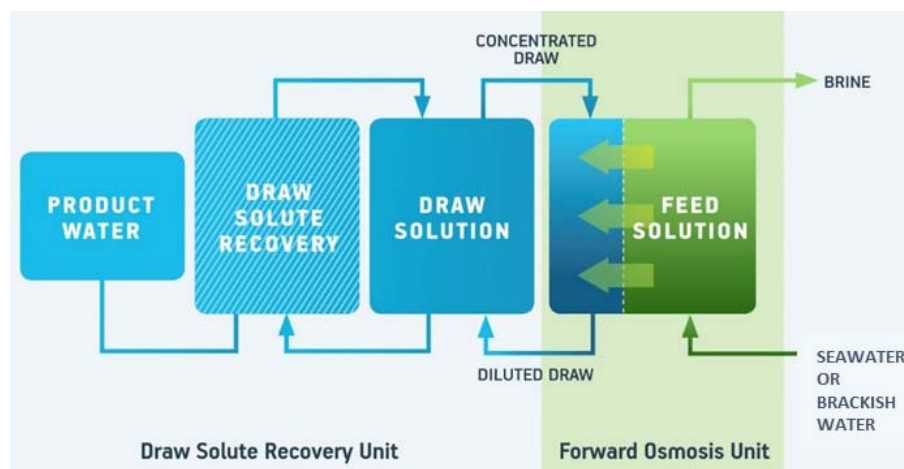 CONCENTRATED
DRAW
BRINE
PRODUCT
WATER
DRAW
SOLUTE
RECOVERY
DRAW
SOLUTION
FEED
SOLUTION
DILUTED DRAW
SEAWATER
OR
BRACKISH
WATER
Draw Solute Recovery Unit
Forward Osmosis Unit